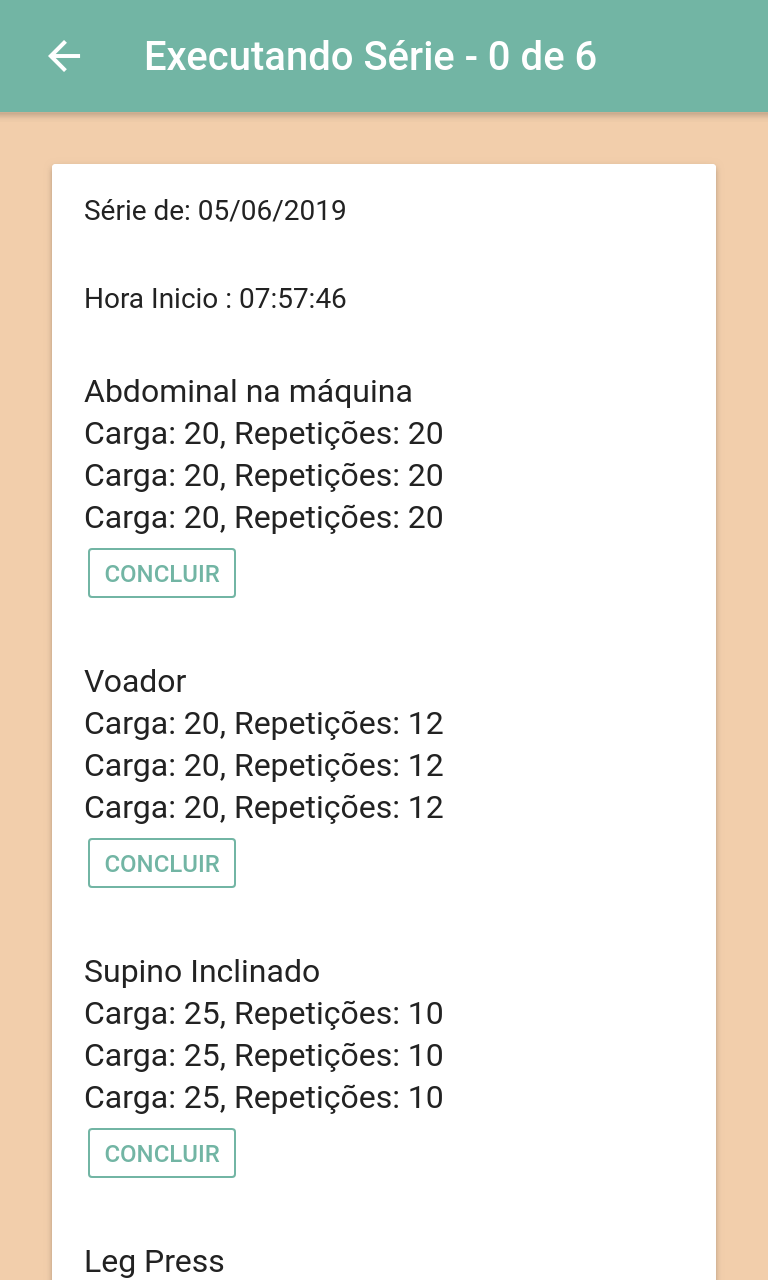 Executando Série - 0 de 6
Série de: 05/06/2019
Hora Inicio : 07:57:46
Abdominal na máquina
Carga: 20, Repetições: 20
Carga: 20, Repetições: 20
Carga: 20, Repetições: 20
CONCLUIR
Voador
Carga: 20, Repetições: 12
Carga: 20, Repetições: 12
Carga: 20, Repetições: 12
CONCLUIR
Supino Inclinado
Carga: 25, Repetições: 10
Carga: 25, Repetições: 10
Carga: 25, Repetições: 10
CONCLUIR
Leg Press